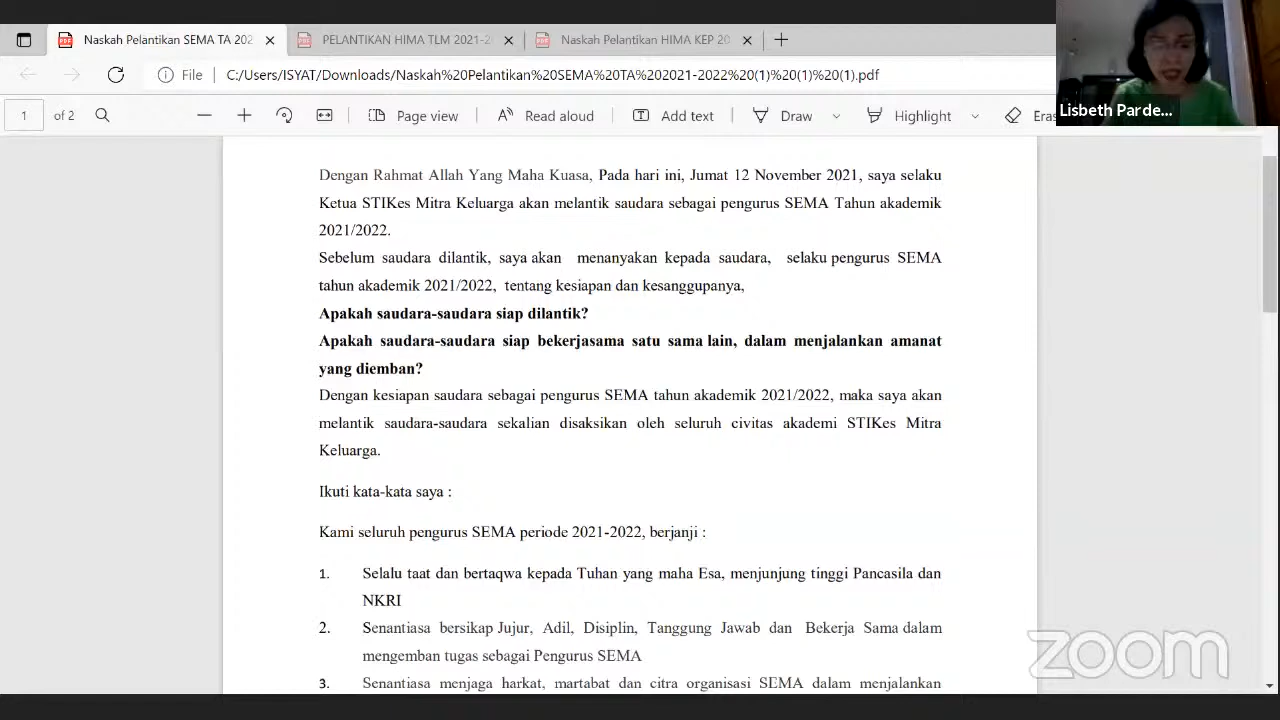 Naskah Pelantikan SEMA TA 202
PELANTIKAN HIMA TLM 2021-2
Naskah Pelantikan HIMA KEP 20
File
C:/Users/ISYAT/Downloads/Naskah%20Pelantikan%20SEMA%20TA%202021-2022%20(1)%20(1)%20(1).pdf
1 of 2
Page view
Read aloud
Add text
Draw
Highlight
Eras
Lisbeth Parde...
Dengan Rahmat Allah Yang Maha Kuasa, Pada hari ini, Jumat 12 November 2021, saya selaku
Ketua STIKes Mitra Keluarga akan melantik saudara sebagai pengurus SEMA Tahun akademik
2021/2022.
Sebelum saudara dilantik, saya akan menanyakan kepada saudara, selaku pengurus SEMA
tahun akademik 2021/2022, tentang kesiapan dan kesanggupanya,
Apakah saudara-saudara siap dilantik?
Apakah saudara-saudara siap bekerjasama satu sama lain, dalam menjalankan amanat
yang diemban?
Dengan kesiapan saudara sebagai pengurus SEMA tahun akademik 2021/2022, maka saya akan
melantik saudara-saudara sekalian disaksikan oleh seluruh civitas akademi STIKes Mitra
Keluarga.
Ikuti kata-kata saya :
Kami seluruh pengurus SEMA periode 2021-2022, berjanji :
1. Selalu taat dan bertaqwa kepada Tuhan yang maha Esa, menjunjung tinggi Pancasila dan
NKRI
2. Senantiasa bersikap Jujur, Adil, Disiplin, Tanggung Jawab dan Bekerja Sama dalam
mengemban tugas sebagai Pengurus SEMA
3. Senantiasa menjaga harkat, martabat dan citra organisasi SEMA dalam menjalankan
zoom